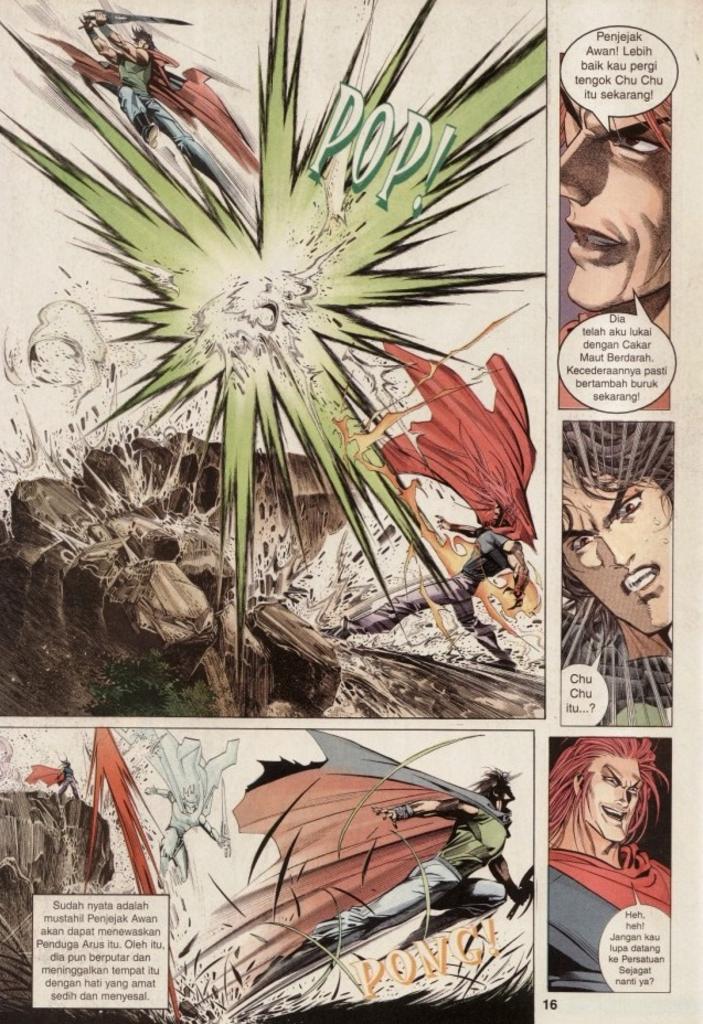 POP!
Penjejak
Awan! Lebih
baik kau pergi
tengok Chu Chu
itu sekarang!
Dia
telah aku lukai
dengan Cakar
Maut Berdarah.
Kecederaannya pasti
bertambah buruk
sekarang!
Chu
Chu
itu...?
Sudah nyata adalah
mustahil Penjejak Awan
akan dapat menewaskan
Penduga Arus itu. Oleh itu,
dia pun berputar dan
meninggalkan tempat itu
dengan hati yang amat
sedih dan menyesal.
PONG!
Heh,
heh!
Jangan kau
lupa datang
ke Persatuan
Sejagat
nanti ya?
16